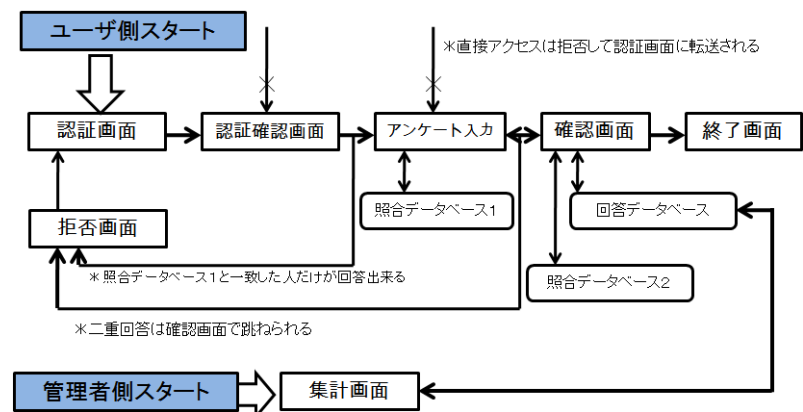 ユーザ側スタート
＊直接アクセスは拒否して認証画面に転送される
認証画面
認証確認画面
アンケート入力
確認画面
終了画面
照合データベース1
回答データベース
拒否画面
＊照合データベース1と一致した人だけが回答出来る
照合データベース2
＊二重回答は確認画面で跳ねられる
管理者側スタート
集計画面